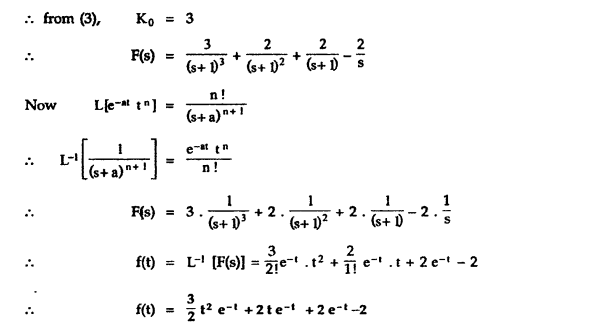 ∴ from (3), K₀ = 3
∴ F(s) = 3/(s+1)³ + 2/(s+1)² + 2/(s+1) − 2/s
Now L[e⁻ᵃᵗ tⁿ] = n!/(s+a)ⁿ⁺¹
∴ L⁻¹[1/(s+a)ⁿ⁺¹] = e⁻ᵃᵗ tⁿ/n!
∴ F(s) = 3 · 1/(s+1)³ + 2 · 1/(s+1)² + 2 · 1/(s+1) − 2 · 1/s
∴ f(t) = L⁻¹ [F(s)] = 3/2! e⁻ᵗ . t² + 2/1! e⁻ᵗ . t + 2 e⁻ᵗ − 2
∴ f(t) = 3/2 t² e⁻ᵗ + 2 t e⁻ᵗ + 2 e⁻ᵗ − 2